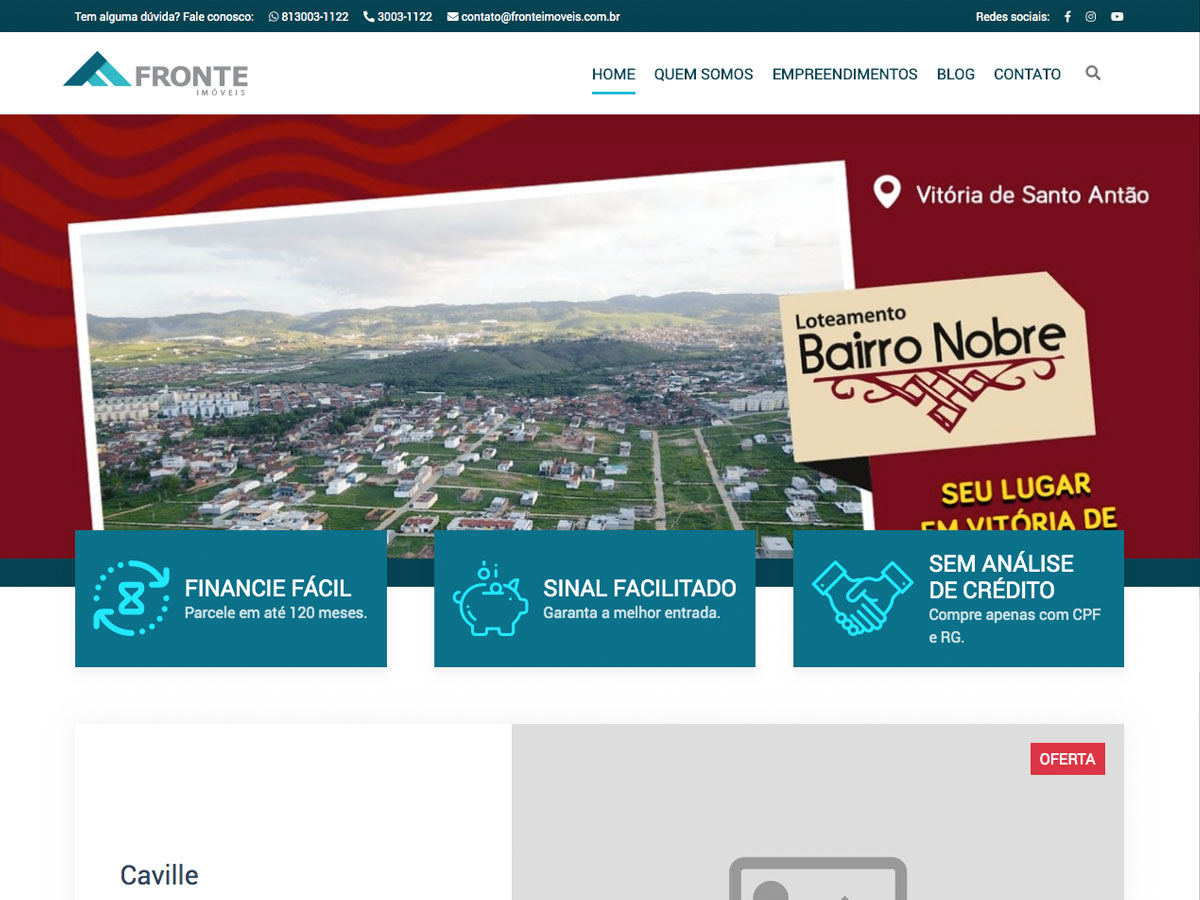 Tem alguma dúvida? Fale conosco: 813003-1122 3003-1122 contato@fronteimoveis.com.br Redes sociais:
FRONTE
IMÓVEIS
HOME QUEM SOMOS EMPREENDIMENTOS BLOG CONTATO
Vitória de Santo Antão
Loteamento
Bairro Nobre
SEU LUGAR
EM VITÓRIA DE
FINANCIE FÁCIL
Parcele em até 120 meses.
SINAL FACILITADO
Garanta a melhor entrada.
SEM ANÁLISE
DE CRÉDITO
Compre apenas com CPF
e RG.
OFERTA
Caville